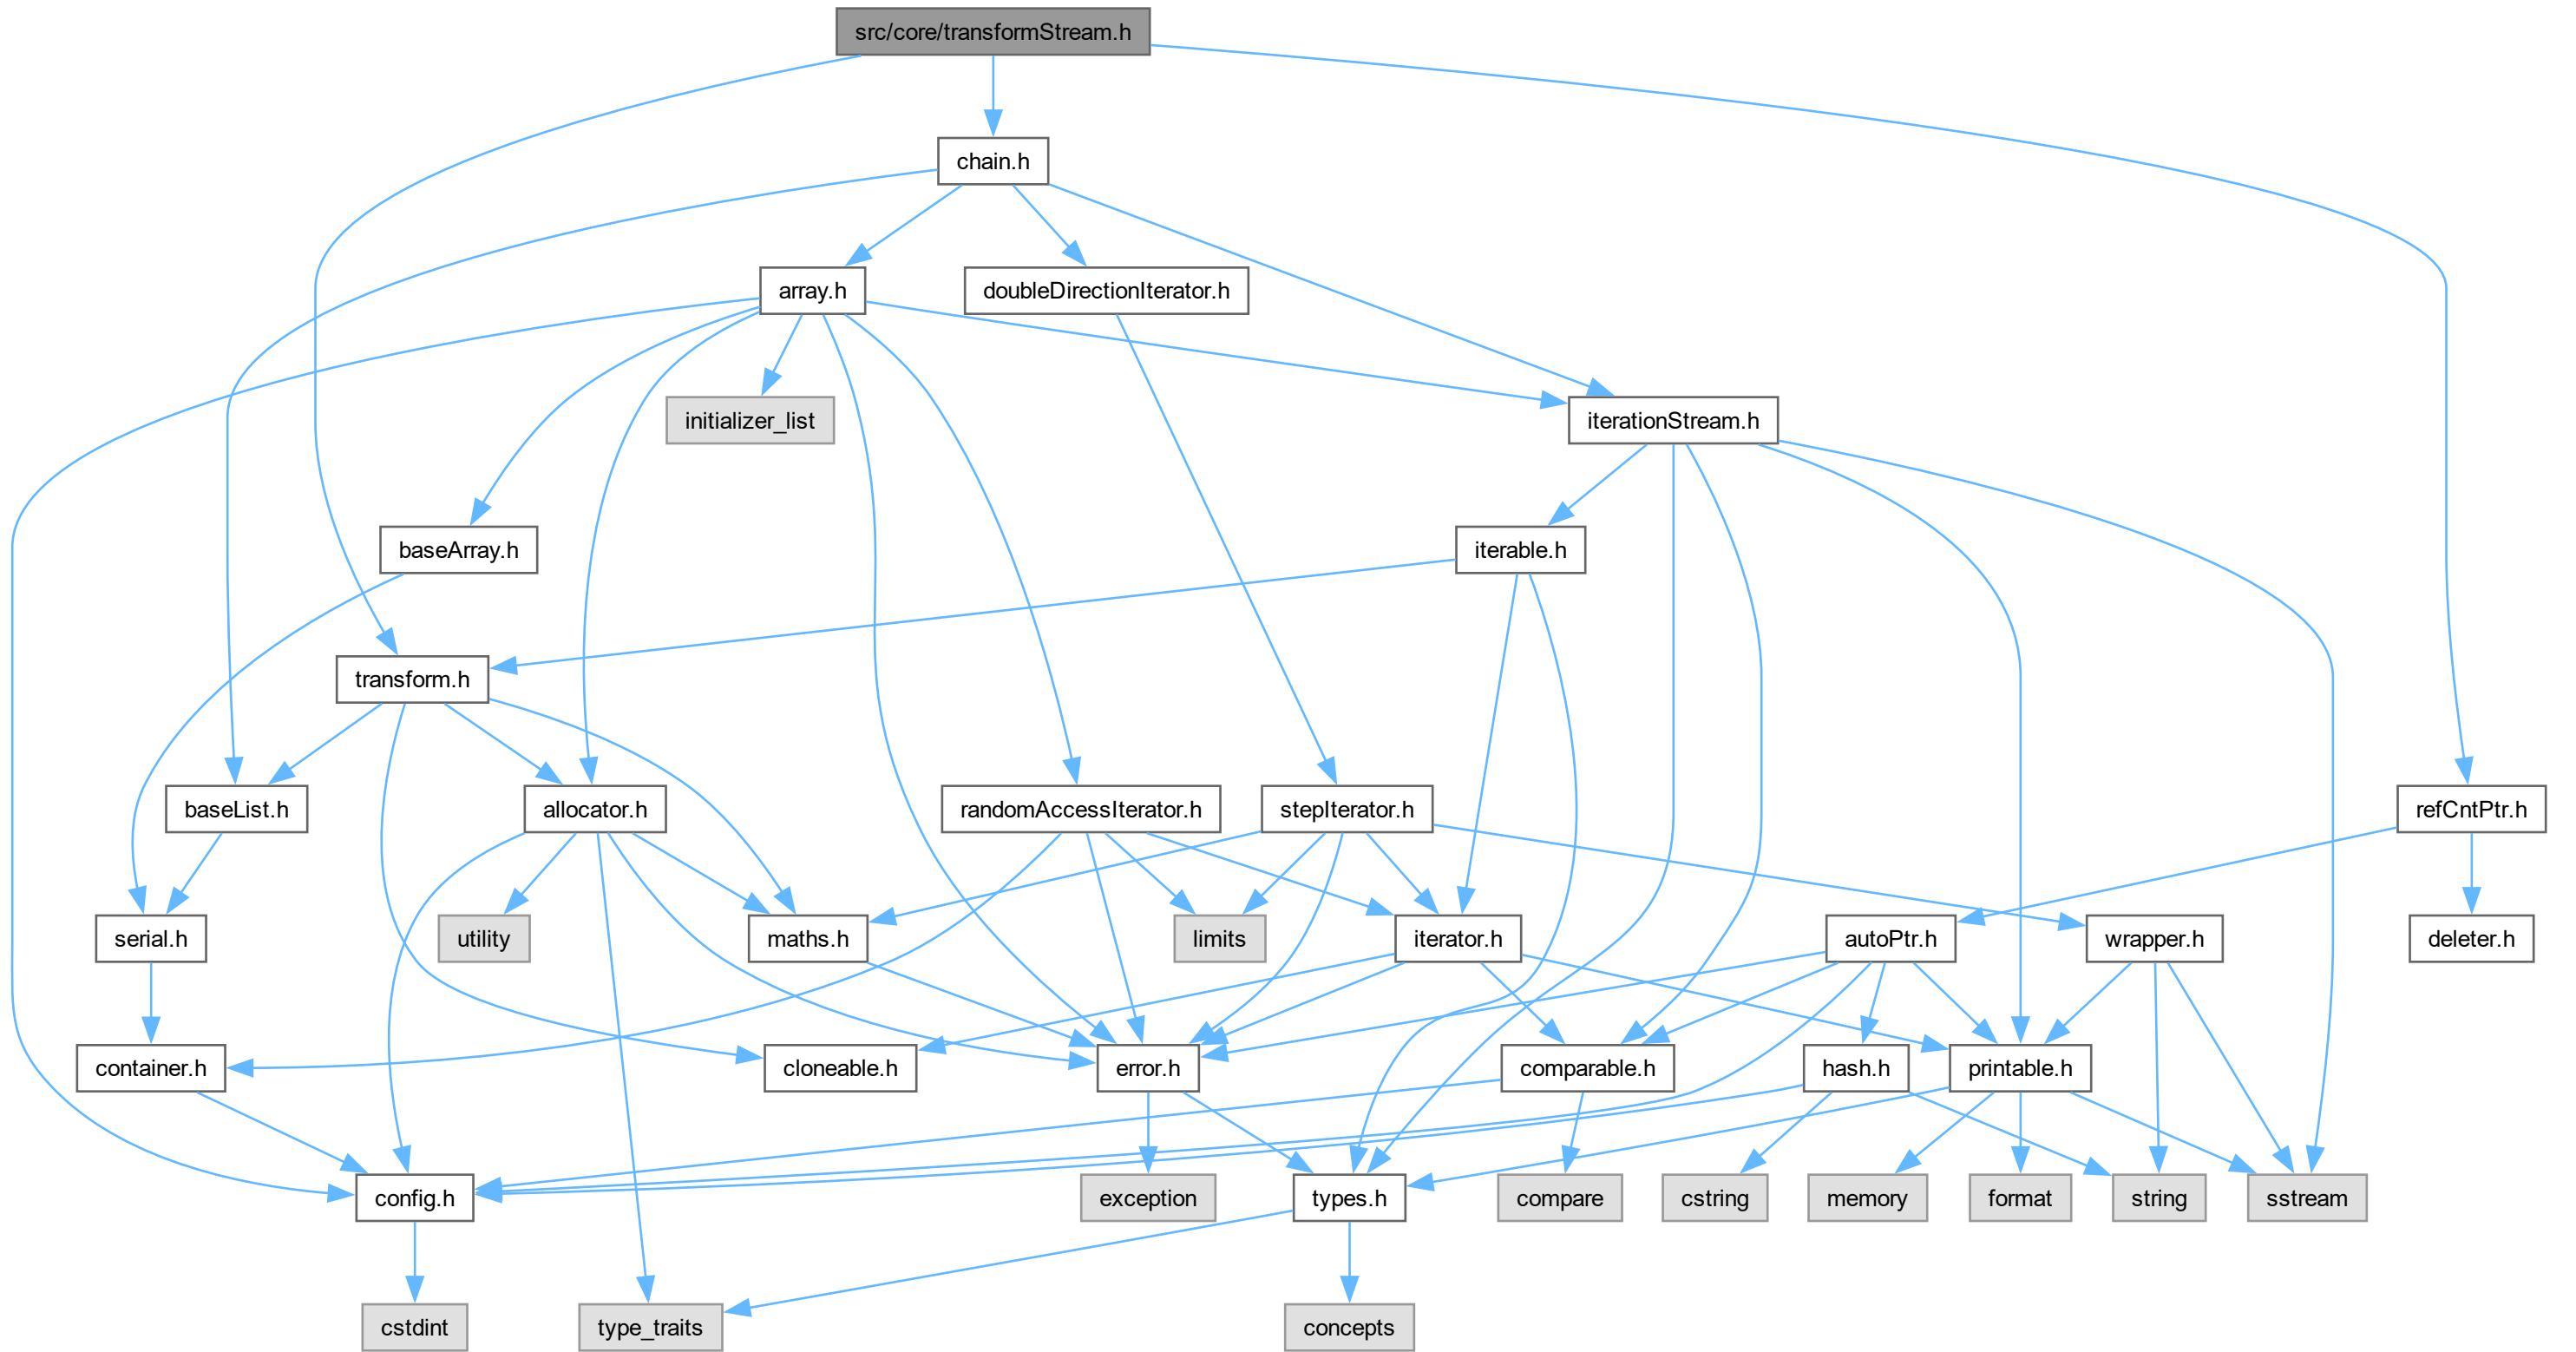 src/core/transformStream.h
chain.h
array.h
doubleDirectionIterator.h
initializer_list
iterationStream.h
baseArray.h
iterable.h
transform.h
baseList.h
allocator.h
randomAccessIterator.h
stepIterator.h
refCntPtr.h
serial.h
utility
maths.h
limits
iterator.h
autoPtr.h
wrapper.h
deleter.h
container.h
cloneable.h
error.h
comparable.h
hash.h
printable.h
config.h
exception
types.h
compare
cstring
memory
format
string
sstream
cstdint
type_traits
concepts